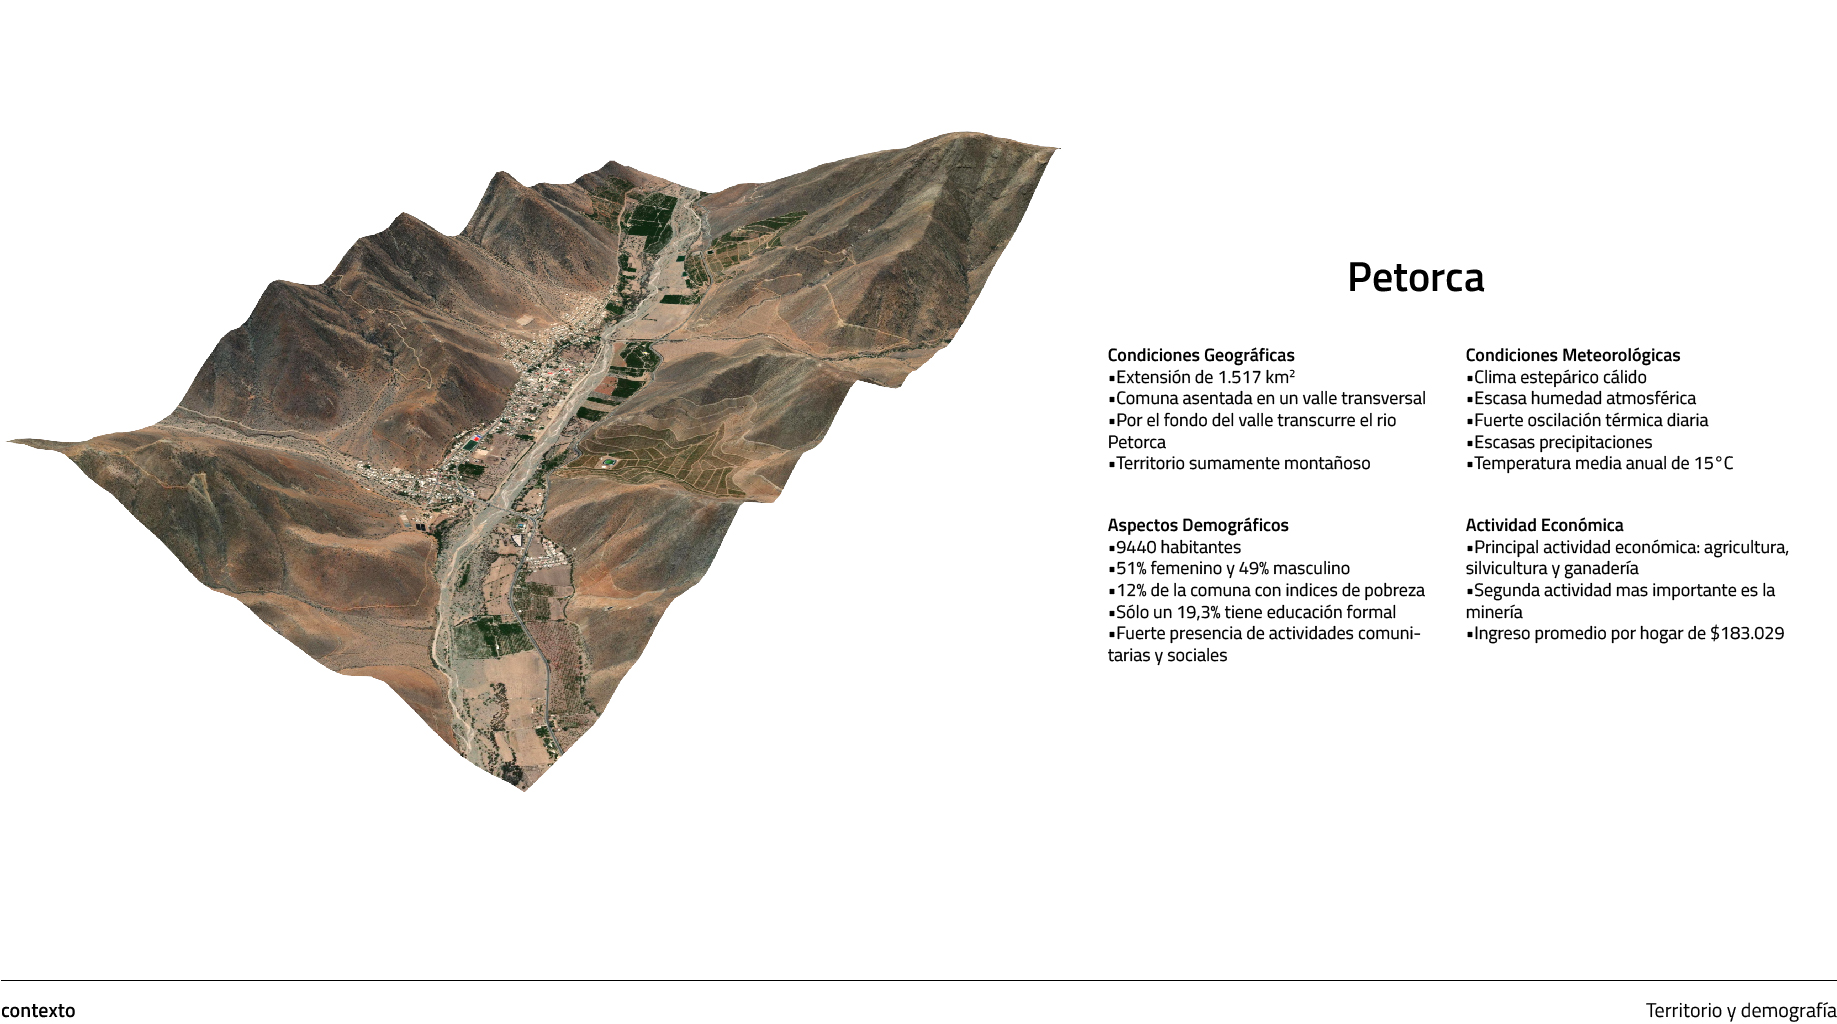 Petorca
Condiciones Geográficas
▪Extensión de 1.517 km²
▪Comuna asentada en un valle transversal
▪Por el fondo del valle transcurre el rio
Petorca
▪Territorio sumamente montañoso
Condiciones Meteorológicas
▪Clima estepárico cálido
▪Escasa humedad atmosférica
▪Fuerte oscilación térmica diaria
▪Escasas precipitaciones
▪Temperatura media anual de 15°C
Aspectos Demográficos
▪9440 habitantes
▪51% femenino y 49% masculino
▪12% de la comuna con indices de pobreza
▪Sólo un 19,3% tiene educación formal
▪Fuerte presencia de actividades comuni-
tarias y sociales
Actividad Económica
▪Principal actividad económica: agricultura,
silvicultura y ganadería
▪Segunda actividad mas importante es la
minería
▪Ingreso promedio por hogar de $183.029
contexto
Territorio y demografía